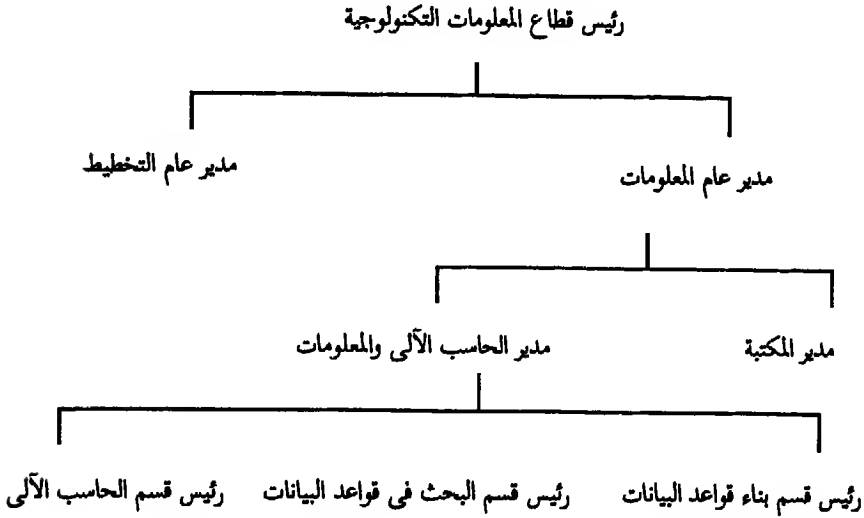 رئيس قطاع المعلومات التكنولوجية
مدير عام المعلومات
مدير عام التخطيط
مدير المكتبة
مدير الحاسب الآلى والمعلومات
رئيس قسم بناء قواعد البيانات
رئيس قسم البحث فى قواعد البيانات
رئيس قسم الحاسب الآلى